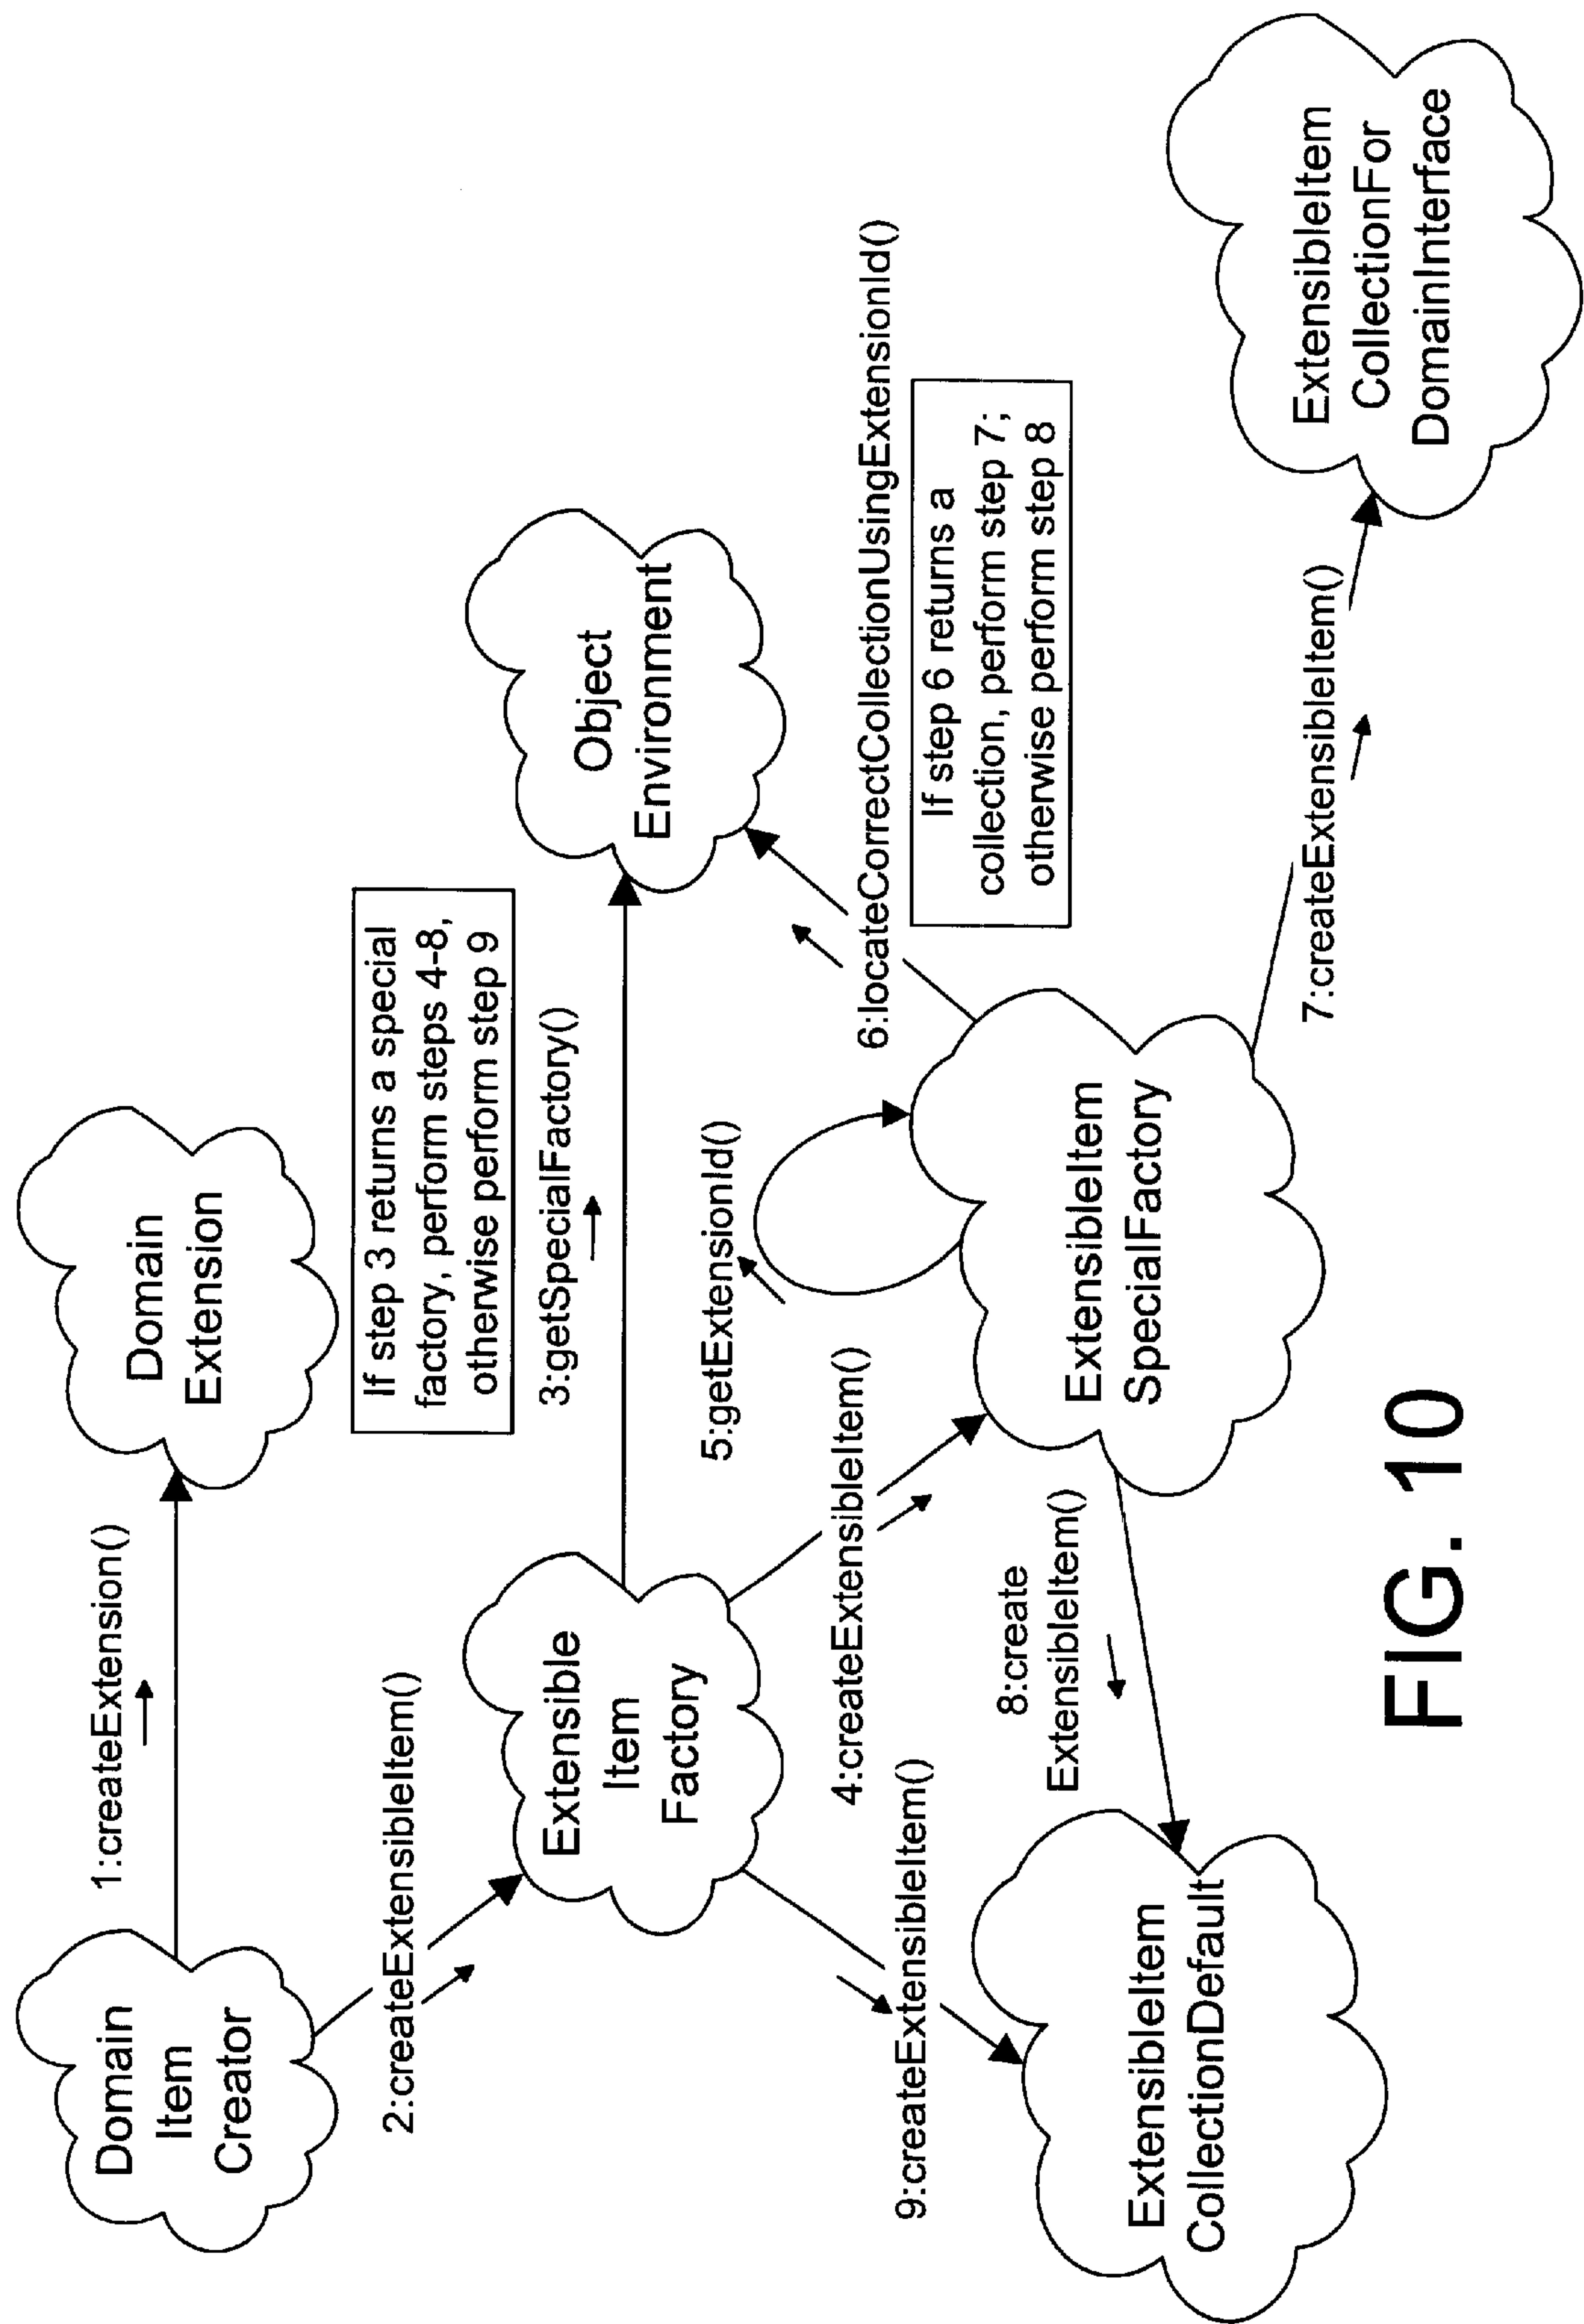 Domain
Item
Creator
1:createExtension()
Domain
Extension
2:createExtensibleItem()
If step 3 returns a special
factory, perform steps 4-8,
otherwise perform step 9
Extensible
Item
Factory
3:getSpecialFactory()
Object
Environment
5:getExtensionId()
4:createExtensibleItem()
6:locateCorrectCollectionUsingExtensionId()
If step 6 returns a
collection, perform step 7;
otherwise perform step 8
9:createExtensibleItem()
8:create
ExtensibleItem()
ExtensibleItem
SpecialFactory
ExtensibleItem
CollectionDefault
7:createExtensibleItem()
ExtensibleItem
CollectionFor
DomainInterface
FIG. 10